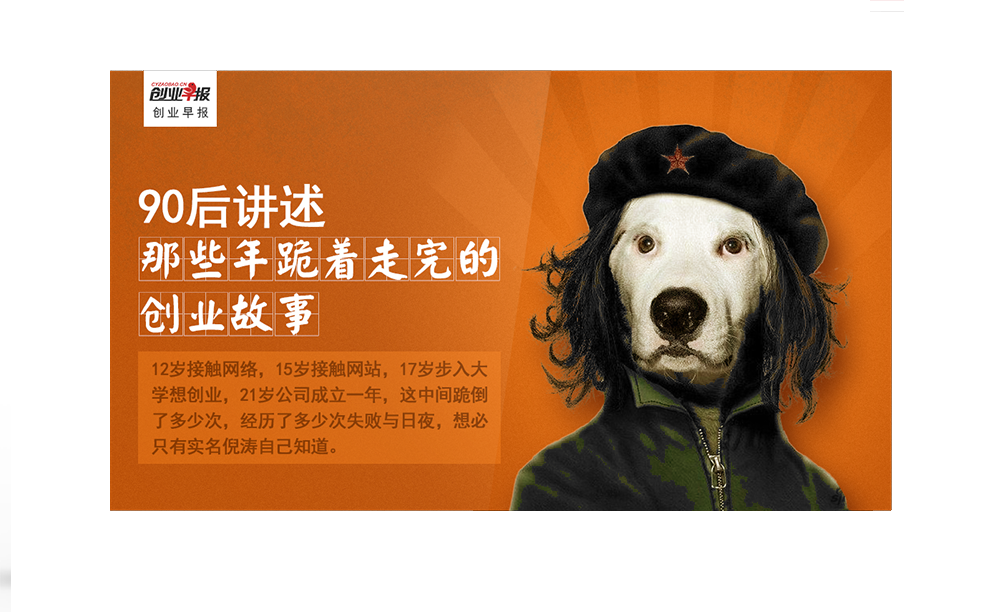 CYZAOBAO.CN
创业早报
创业早报
90后讲述
那些年跪着走完的
创业故事
12岁接触网络，15岁接触网站，17岁步入大
学想创业，21岁公司成立一年，这中间跪倒
了多少次，经历了多少次失败与日夜，想必
只有实名倪涛自己知道。